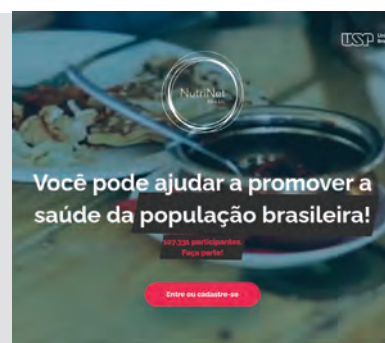 USP
NutriNet
BRASIL
Você pode ajudar a promover a
saúde da população brasileira!
107.331 participantes.
Faça parte!
Entre ou cadastre-se